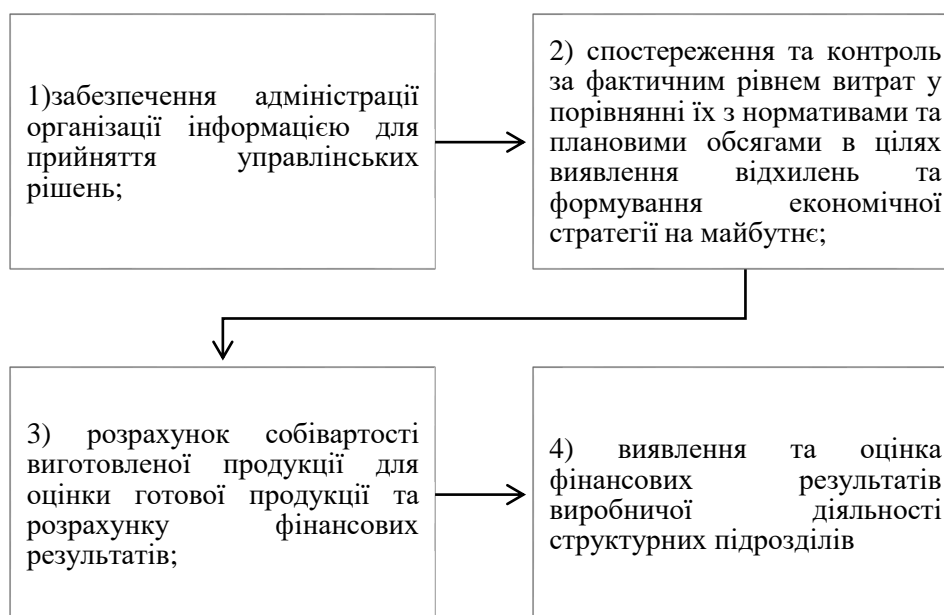 1)забезпечення адміністрації
організації інформацією для
прийняття управлінських
рішень;
2) спостереження та контроль
за фактичним рівнем витрат у
порівнянні їх з нормативами та
плановими обсягами в цілях
виявлення відхилень та
формування економічної
стратегії на майбутнє;
3) розрахунок собівартості
виготовленої продукції для
оцінки готової продукції та
розрахунку фінансових
результатів;
4) виявлення та оцінка
фінансових результатів
виробничої діяльності
структурних підрозділів